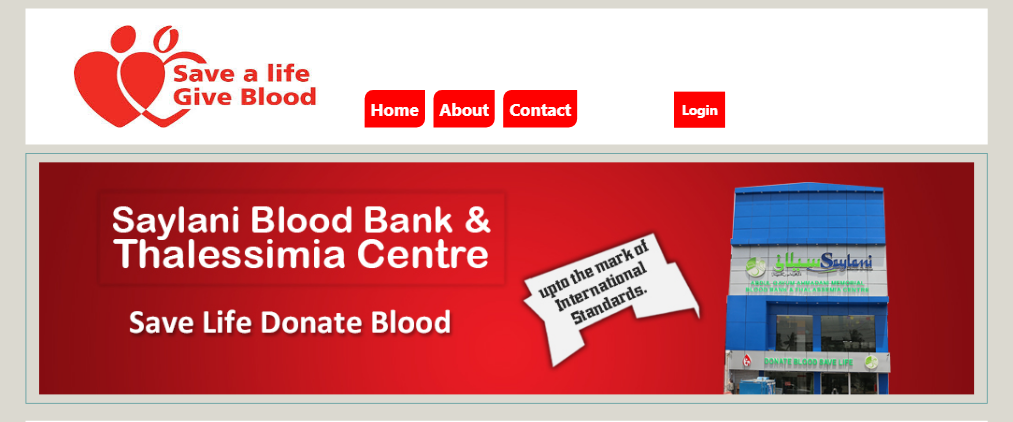 Save a life
Give Blood
Home About Contact Login
Saylani Blood Bank &
Thalessimia Centre
Save Life Donate Blood
upto the mark of
International
Standards.
سیلانی Saylani
DONATE BLOOD SAVE LIFE